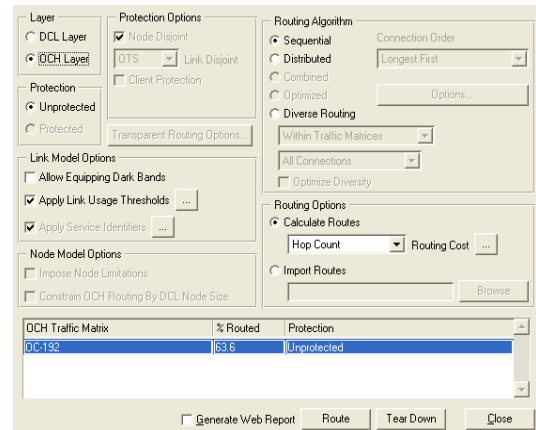 Layer
DCL Layer
OCH Layer
Protection
Unprotected
Protected
Protection Options
Node Disjoint
OTS Link Disjoint
Client Protection
Transparent Routing Options...
Link Model Options
Allow Equipping Dark Bands
Apply Link Usage Thresholds ...
Apply Service Identifiers ...
Node Model Options
Impose Node Limitations
Constrain OCH Routing By DCL Node Size
Routing Algorithm
Sequential
Distributed
Combined
Optimized
Diverse Routing
Connection Order
Longest First
Options...
Within Traffic Matrices
All Connections
Optimize Diversity
Routing Options
Calculate Routes
Hop Count Routing Cost ...
Import Routes
Browse
OCH Traffic Matrix % Routed Protection
OC-192 63.6 Unprotected
Generate Web Report Route Tear Down Close